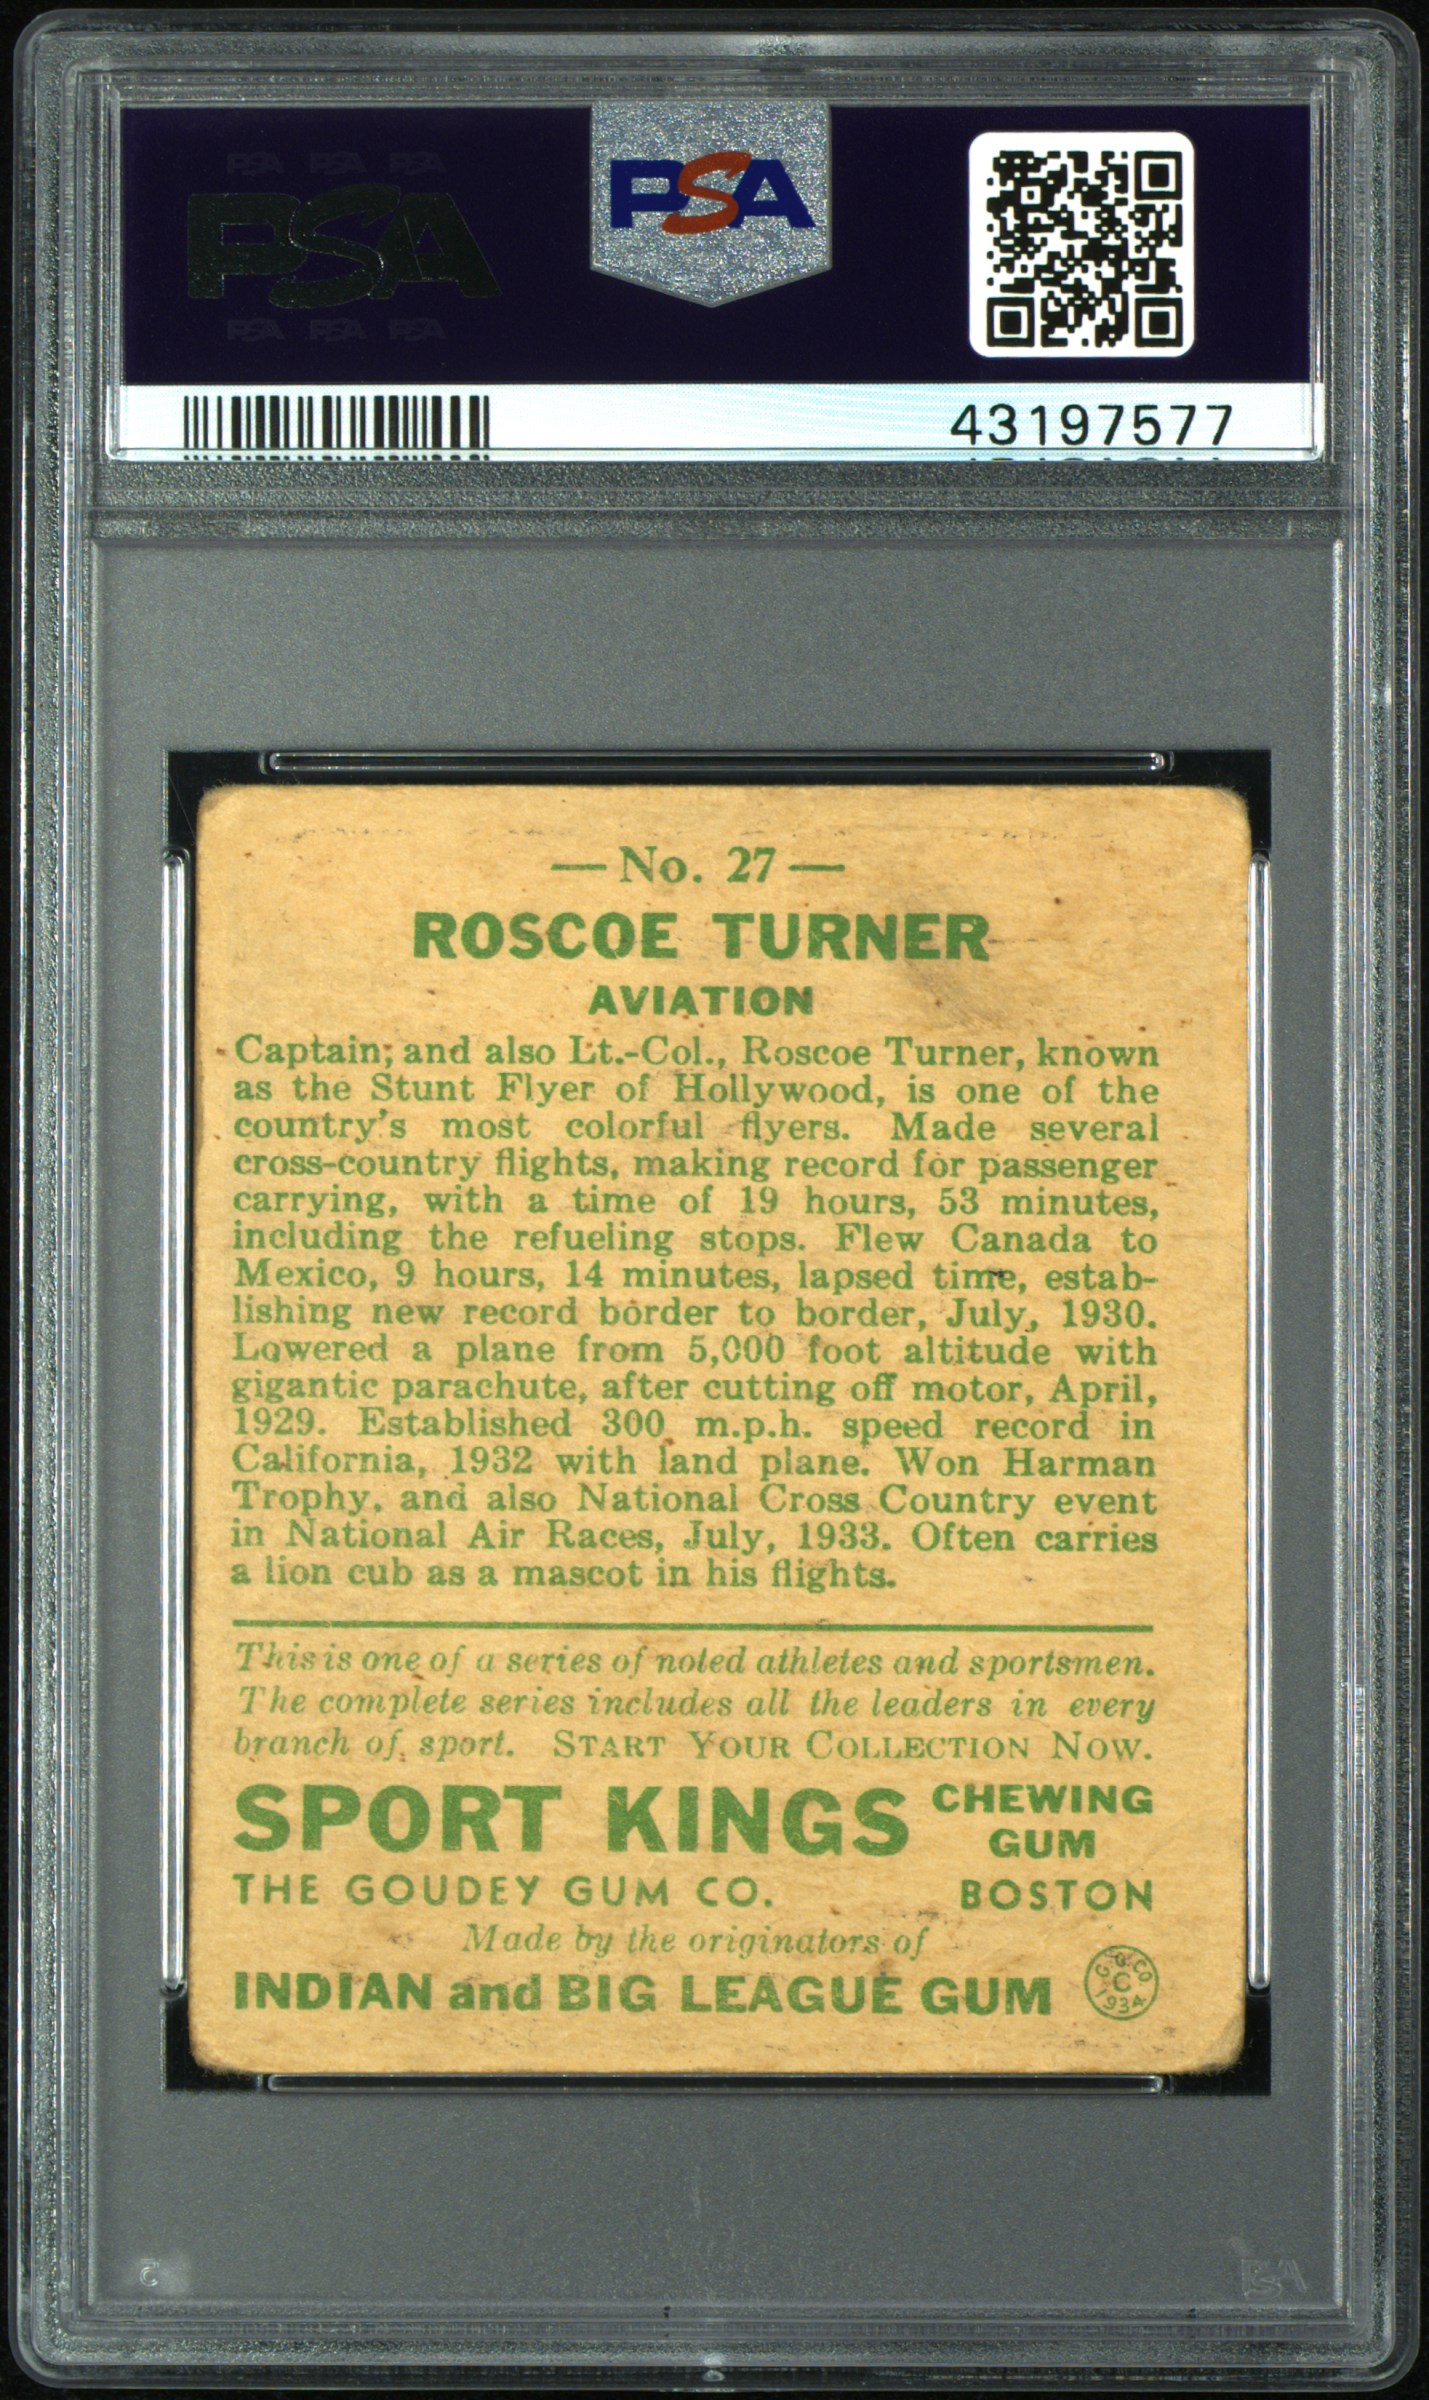 PSA PSA PSA
PSA
PSA PSA PSA
PSA
43197577
— No. 27 —
ROSCOE TURNER
AVIATION
Captain; and also Lt.-Col., Roscoe Turner, known
as the Stunt Flyer of Hollywood, is one of the
country's most colorful flyers. Made several
cross-country flights, making record for passenger
carrying, with a time of 19 hours, 53 minutes,
including the refueling stops. Flew Canada to
Mexico, 9 hours, 14 minutes, lapsed time, estab-
lishing new record border to border, July, 1930.
Lowered a plane from 5,000 foot altitude with
gigantic parachute, after cutting off motor, April,
1929. Established 300 m.p.h. speed record in
California, 1932 with land plane. Won Harman
Trophy, and also National Cross Country event
in National Air Races, July, 1933. Often carries
a lion cub as a mascot in his flights.
This is one of a series of noted athletes and sportsmen.
The complete series includes all the leaders in every
branch of sport. START YOUR COLLECTION NOW.
SPORT KINGS CHEWING GUM
THE GOUDEY GUM CO. BOSTON
Made by the originators of
INDIAN and BIG LEAGUE GUM
G.G.CO
C
1934
PSA